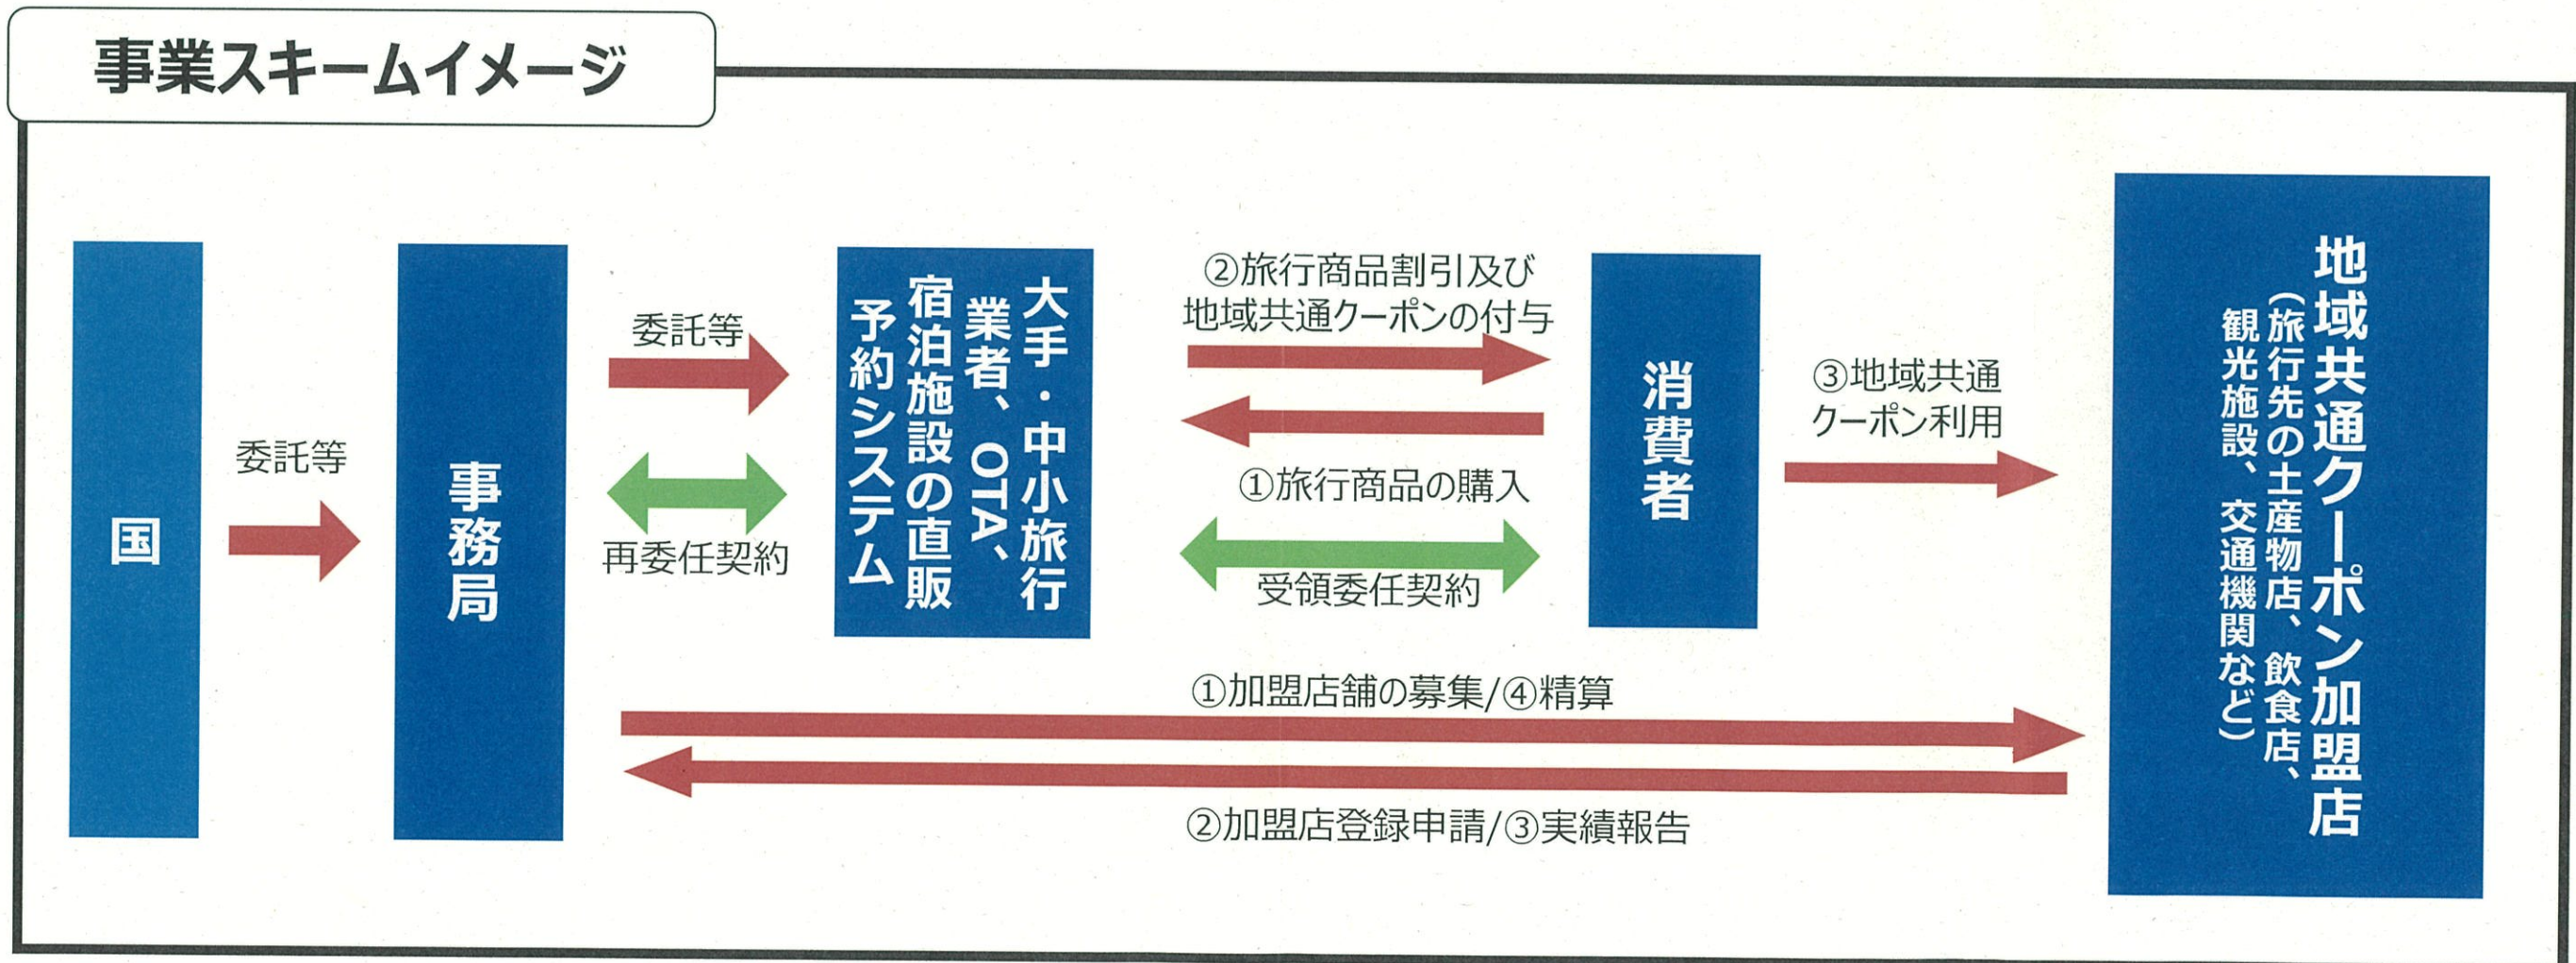 事業スキームイメージ
国
委託等
事務局
委託等
再委任契約
大手・中小旅行
業者、OTA、
宿泊施設の直販
予約システム
②旅行商品割引及び
地域共通クーポンの付与
①旅行商品の購入
受領委任契約
消費者
③地域共通
クーポン利用
地域共通クーポン加盟店
(旅行先の土産物店、飲食店、
観光施設、交通機関など)
①加盟店舗の募集/④精算
②加盟店登録申請/③実績報告